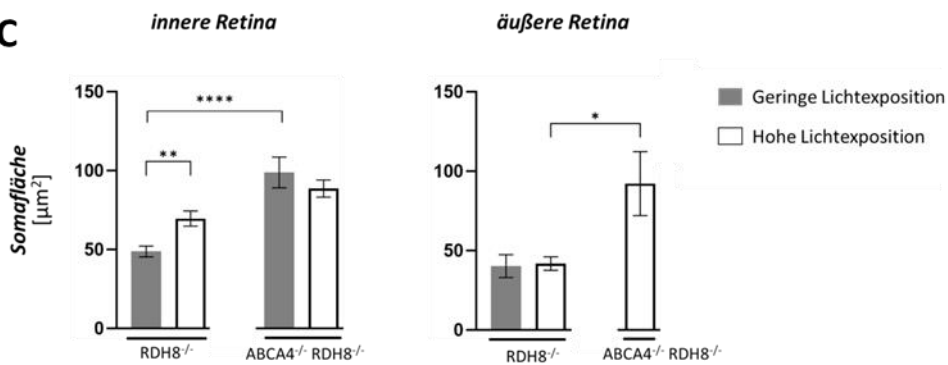 C
innere Retina
äußere Retina
Somafläche
[µm²]
150
100
50
0
****
**
RDH8⁻/⁻
ABCA4⁻/⁻ RDH8⁻/⁻
150
100
50
0
*
RDH8⁻/⁻
ABCA4⁻/⁻ RDH8⁻/⁻
Geringe Lichtexposition
Hohe Lichtexposition